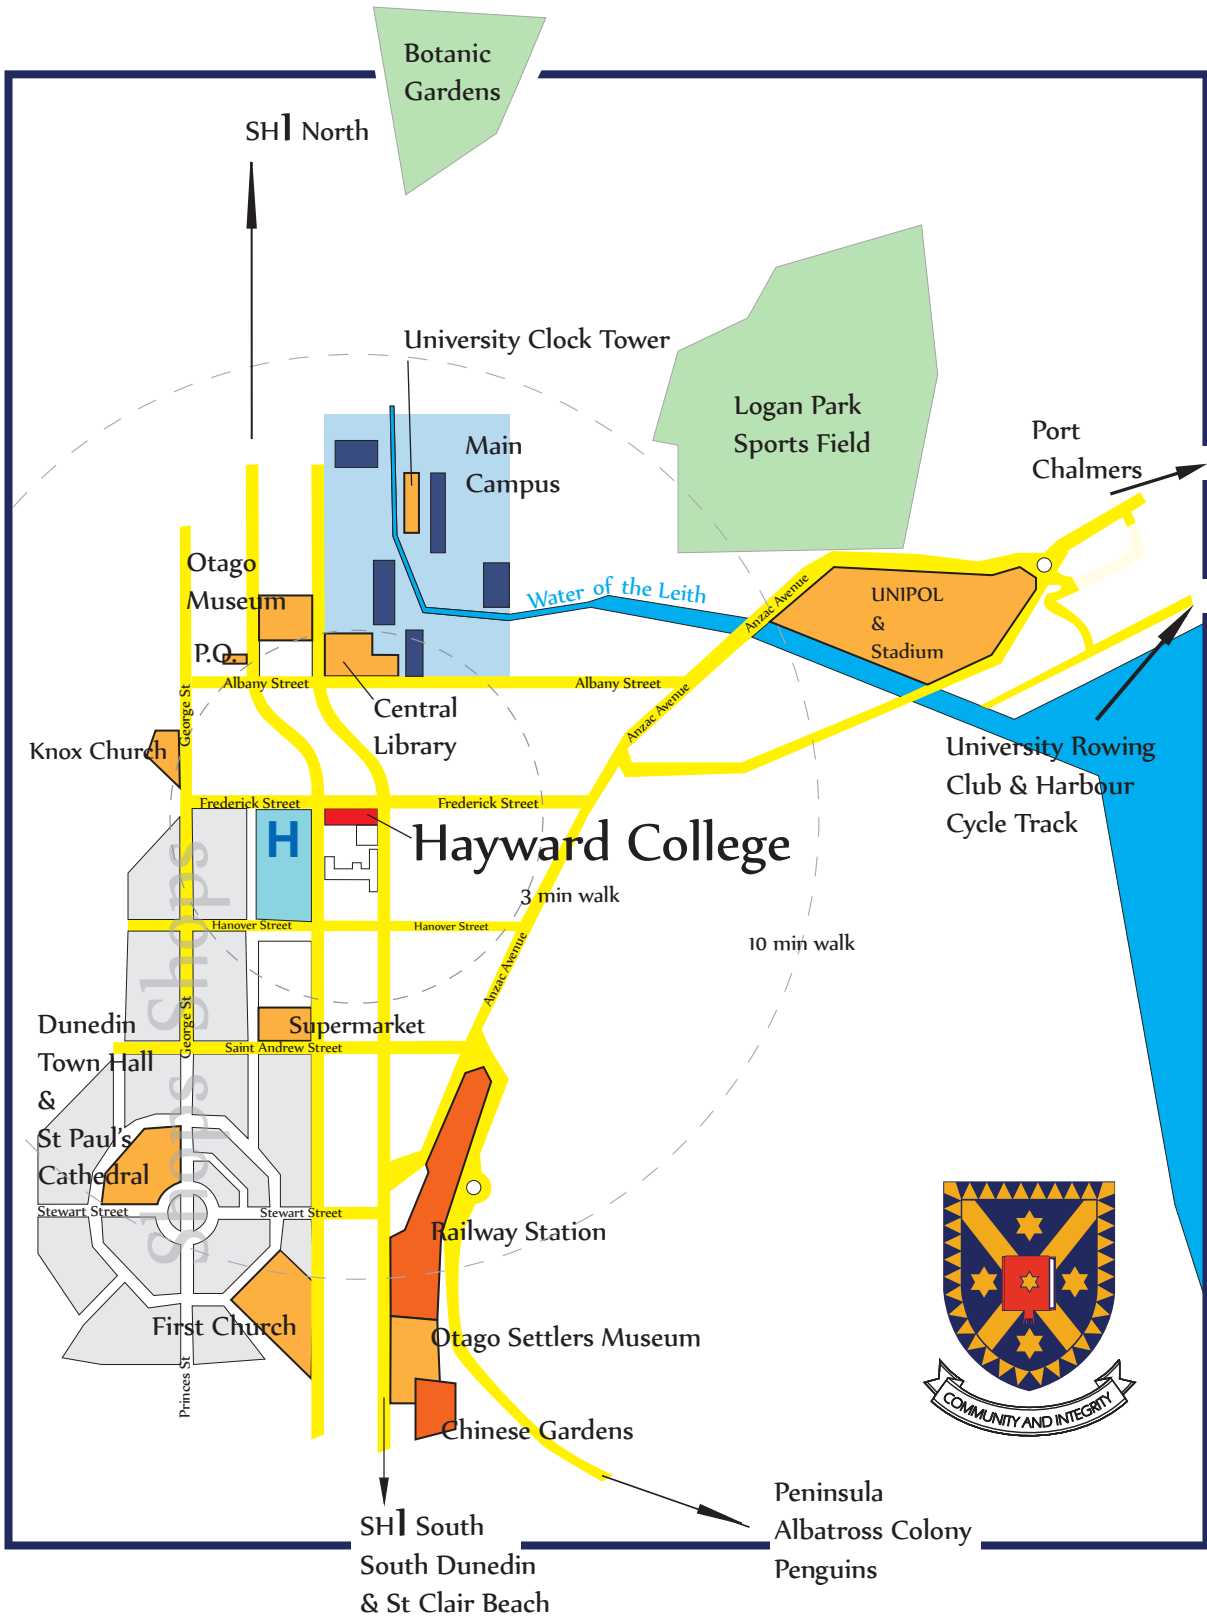 Botanic
Gardens
SH1 North
University Clock Tower
Main
Campus
Logan Park
Sports Field
Port
Chalmers
Otago
Museum
P.O.
Water of the Leith
Anzac Avenue
UNIPOL
&
Stadium
Albany Street
Albany Street
Anzac Avenue
George St
Central
Library
Knox Church
University Rowing
Club & Harbour
Cycle Track
Frederick Street
Frederick Street
H
Hayward College
3 min walk
10 min walk
Shops
Hanover Street
Hanover Street
Anzac Avenue
George St
Supermarket
Saint Andrew Street
Dunedin
Town Hall
&
St Paul's
Cathedral
Shops
Stewart Street
Stewart Street
Railway Station
First Church
Otago Settlers Museum
Princes St
Chinese Gardens
COMMUNITY AND INTEGRITY
SH1 South
South Dunedin
& St Clair Beach
Peninsula
Albatross Colony
Penguins